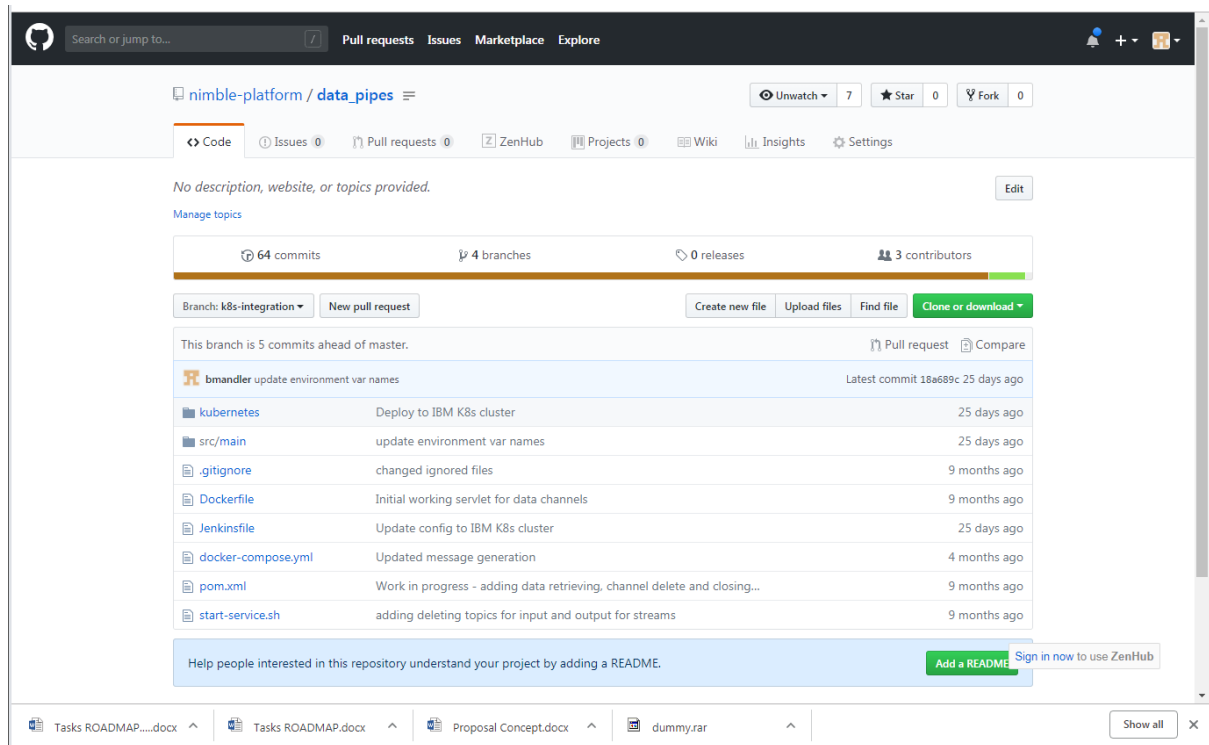 Search or jump to... / Pull requests Issues Marketplace Explore
nimble-platform / data_pipes Unwatch 7 Star 0 Fork 0
Code Issues 0 Pull requests 0 ZenHub Projects 0 Wiki Insights Settings
No description, website, or topics provided. Edit
Manage topics
64 commits 4 branches 0 releases 3 contributors
Branch: k8s-integration New pull request Create new file Upload files Find file Clone or download
This branch is 5 commits ahead of master. Pull request Compare
bmandler update environment var names Latest commit 18a689c 25 days ago
kubernetes Deploy to IBM K8s cluster 25 days ago
src/main update environment var names 25 days ago
.gitignore changed ignored files 9 months ago
Dockerfile Initial working servlet for data channels 9 months ago
Jenkinsfile Update config to IBM K8s cluster 25 days ago
docker-compose.yml Updated message generation 4 months ago
pom.xml Work in progress - adding data retrieving, channel delete and closing... 9 months ago
start-service.sh adding deleting topics for input and output for streams 9 months ago
Help people interested in this repository understand your project by adding a README. Add a README
Sign in now to use ZenHub
Tasks ROADMAP.....docx Tasks ROADMAP.docx Proposal Concept.docx dummy.rar Show all